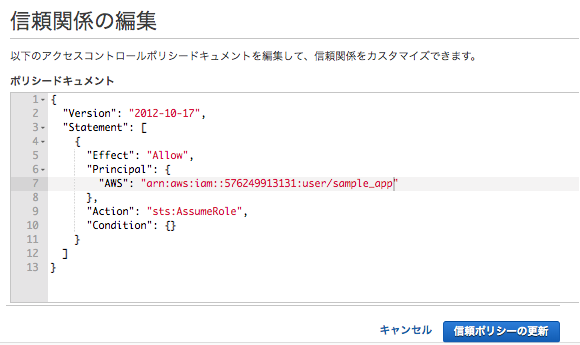 信頼関係の編集
以下のアクセスコントロールポリシードキュメントを編集して、信頼関係をカスタマイズできます。
ポリシードキュメント
1 {
2 "Version": "2012-10-17",
3 "Statement": [
4 {
5 "Effect": "Allow",
6 "Principal": {
7 "AWS": "arn:aws:iam::576249913131:user/sample_app"
8 },
9 "Action": "sts:AssumeRole",
10 "Condition": {}
11 }
12 ]
13 }
キャンセル 信頼ポリシーの更新